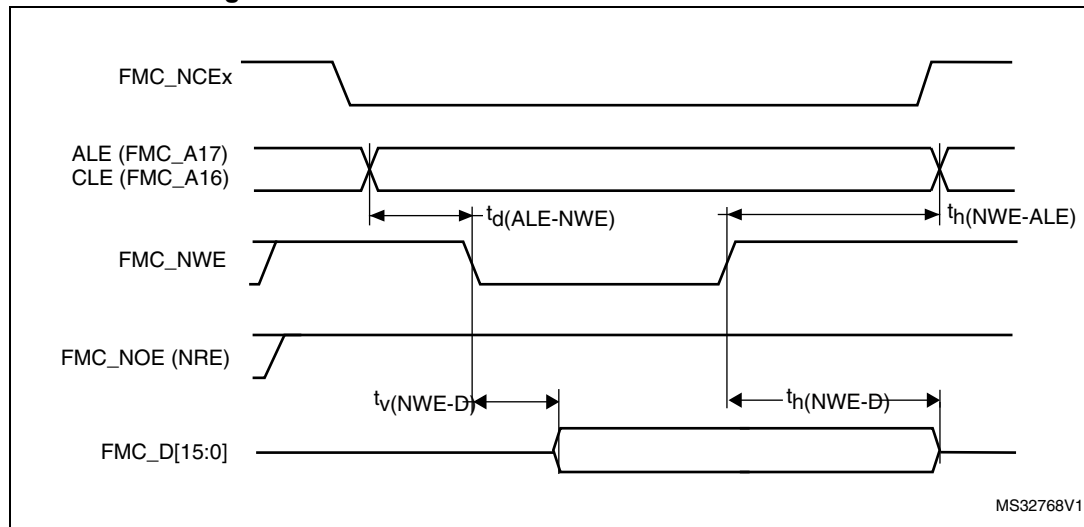 FMC_NCEx
ALE (FMC_A17)
CLE (FMC_A16)
td(ALE-NWE)
th(NWE-ALE)
FMC_NWE
FMC_NOE (NRE)
tv(NWE-D)
th(NWE-D)
FMC_D[15:0]
MS32768V1